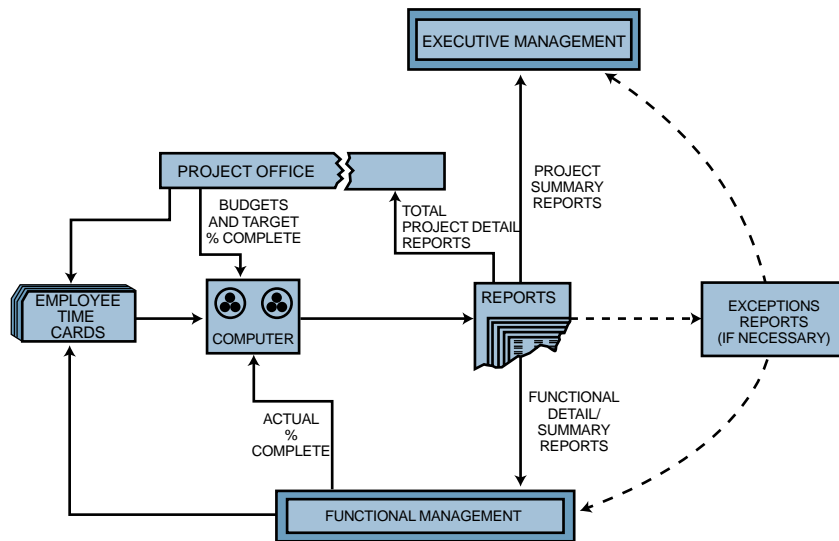 EXECUTIVE MANAGEMENT
PROJECT OFFICE
BUDGETS
AND TARGET
% COMPLETE
TOTAL
PROJECT DETAIL
REPORTS
PROJECT
SUMMARY
REPORTS
EMPLOYEE
TIME
CARDS
COMPUTER
REPORTS
EXCEPTIONS
REPORTS
(IF NECESSARY)
ACTUAL
%
COMPLETE
FUNCTIONAL
DETAIL/
SUMMARY
REPORTS
FUNCTIONAL MANAGEMENT